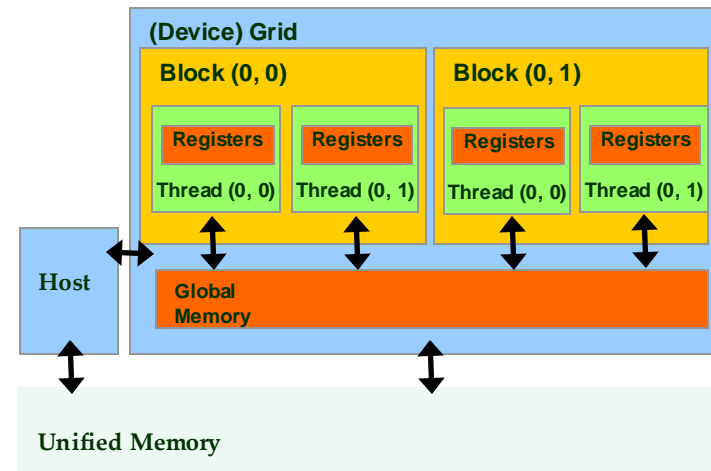 (Device) Grid
Block (0, 0)
Block (0, 1)
Registers
Registers
Registers
Registers
Thread (0, 0)
Thread (0, 1)
Thread (0, 0)
Thread (0, 1)
Host
Global
Memory
Unified Memory